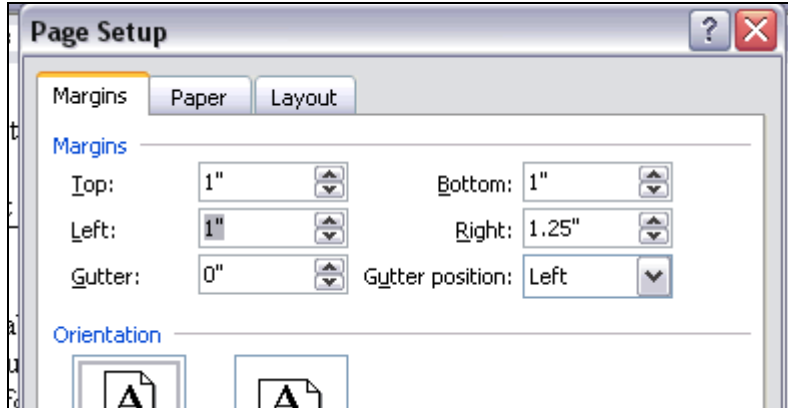 Page Setup
Margins Paper Layout
Margins
Top: 1" Bottom: 1"
Left: 1" Right: 1.25"
Gutter: 0" Gutter position: Left
Orientation
A A